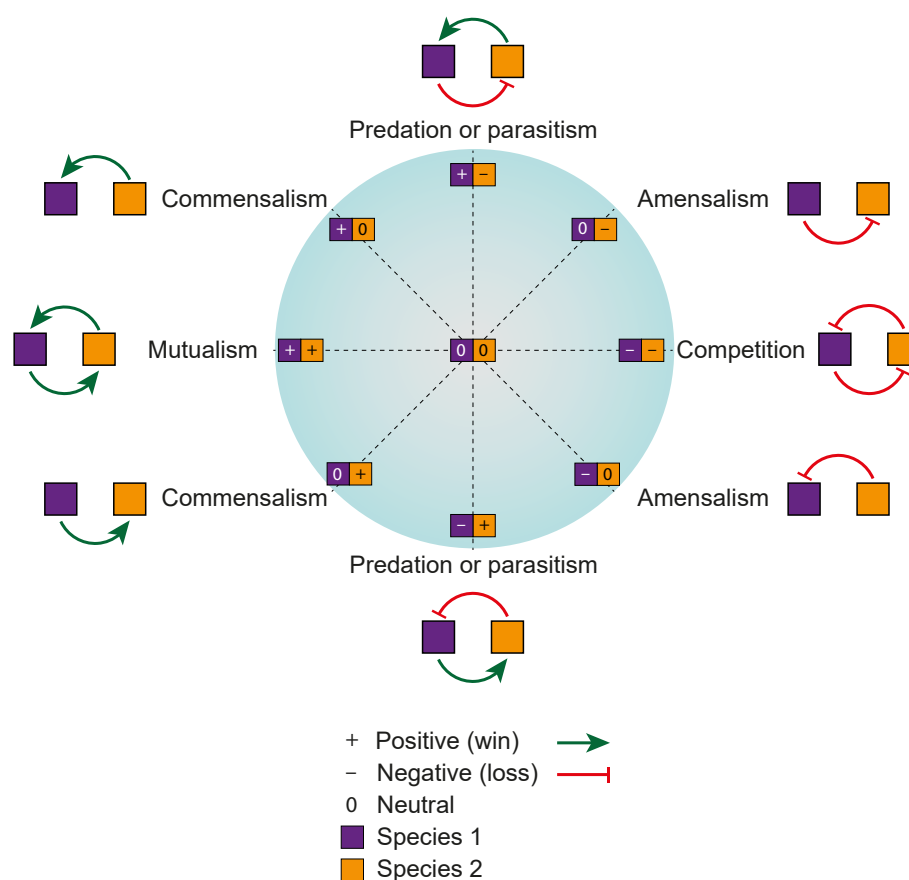 Predation or parasitism
+ −
Commensalism
Amensalism
+ 0
0 −
Mutualism
+ +
0 0
− −
Competition
0 +
− 0
Commensalism
Amensalism
− +
Predation or parasitism
+ Positive (win)
− Negative (loss)
0 Neutral
Species 1
Species 2